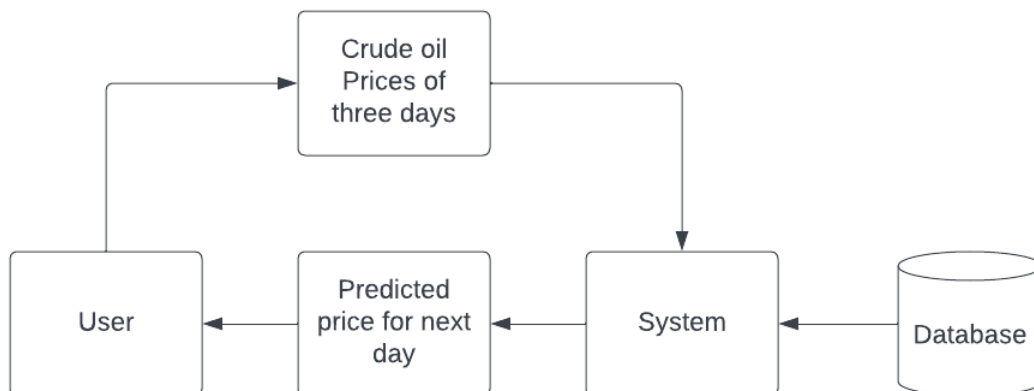 Crude oil
Prices of
three days
User
Predicted
price for next
day
System
Database